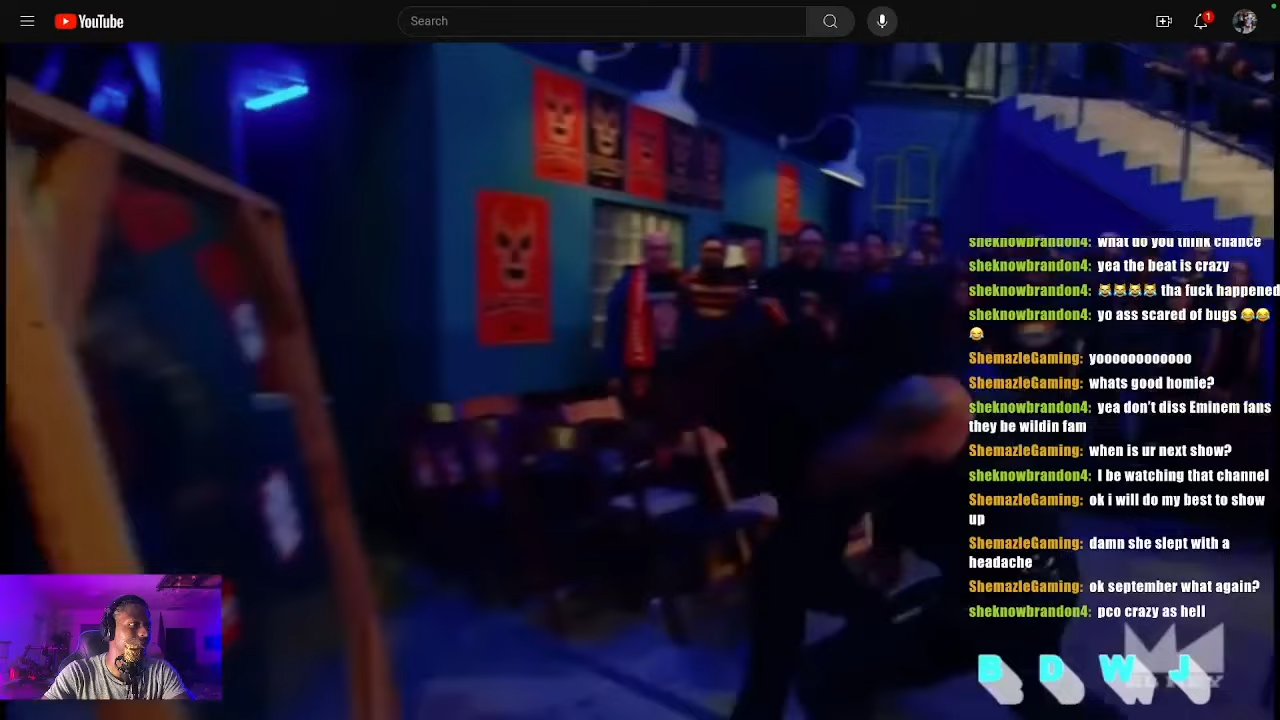 YouTube
Search
1
sheknowbrandon4: what do you think chance
sheknowbrandon4: yea the beat is crazy
sheknowbrandon4: 😹😹😹😹 tha fuck happened
sheknowbrandon4: yo ass scared of bugs 😂😂
😂
ShemazleGaming: yoooooooooooo
ShemazleGaming: whats good homie?
sheknowbrandon4: yea don't diss Eminem fans
they be wildin fam
ShemazleGaming: when is ur next show?
sheknowbrandon4: I be watching that channel
ShemazleGaming: ok i will do my best to show
up
ShemazleGaming: damn she slept with a
headache
ShemazleGaming: ok september what again?
sheknowbrandon4: pco crazy as hell
B D W J